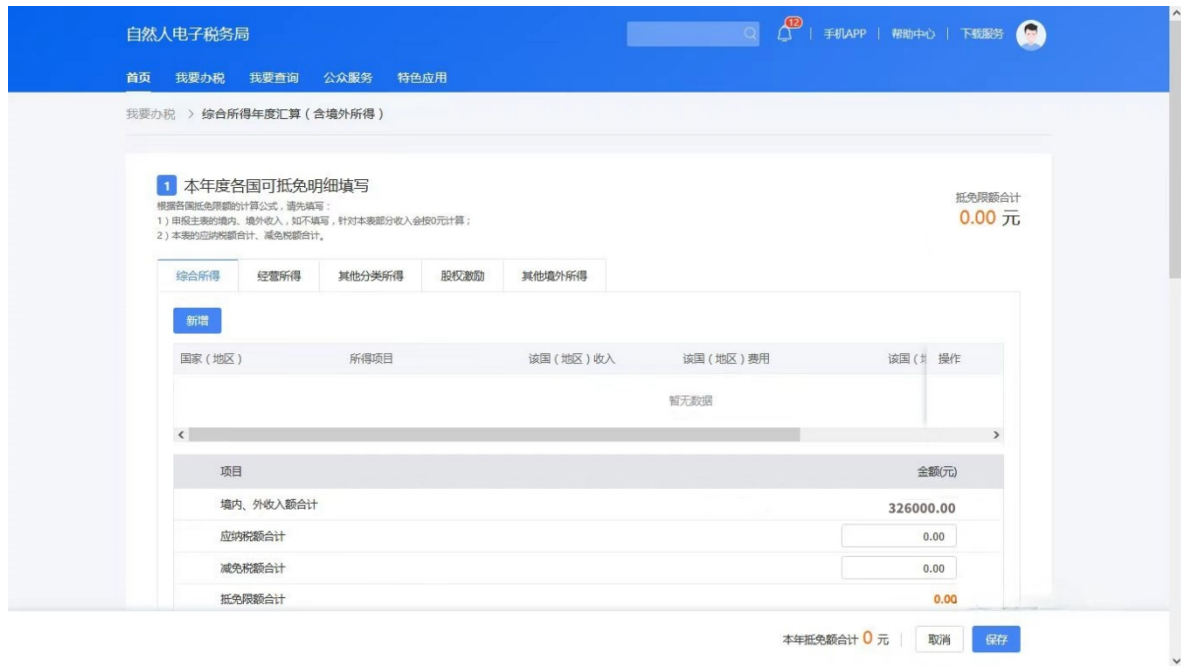 自然人电子税务局
12
手机APP | 帮助中心 | 下载服务
首页 我要办税 我要查询 公众服务 特色应用
我要办税 > 综合所得年度汇算（含境外所得）
1 本年度各国可抵免明细填写
根据各国抵免限额的计算公式，请先填写：
1）申报主表的境内、境外收入，如不填写，针对本表部分收入会按0元计算；
2）本表的应纳税额合计、减免税额合计。
抵免限额合计
0.00 元
综合所得 经营所得 其他分类所得 股权激励 其他境外所得
新增
国家（地区） 所得项目 该国（地区）收入 该国（地区）费用 该国（ 操作
暂无数据
项目 金额(元)
境内、外收入额合计 326000.00
应纳税额合计 0.00
减免税额合计 0.00
抵免限额合计 0.00
本年抵免额合计 0 元 | 取消 保存